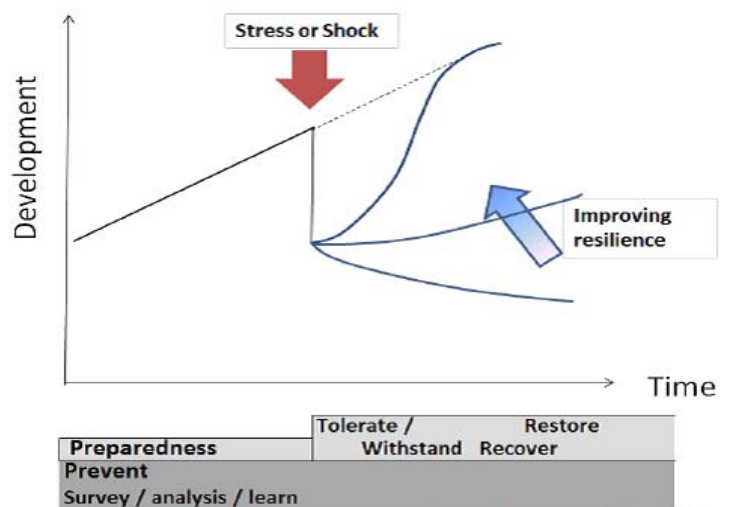 Stress or Shock
Development
Improving
resilience
Time
Tolerate / Restore
Withstand Recover
Preparedness
Prevent
Survey / analysis / learn